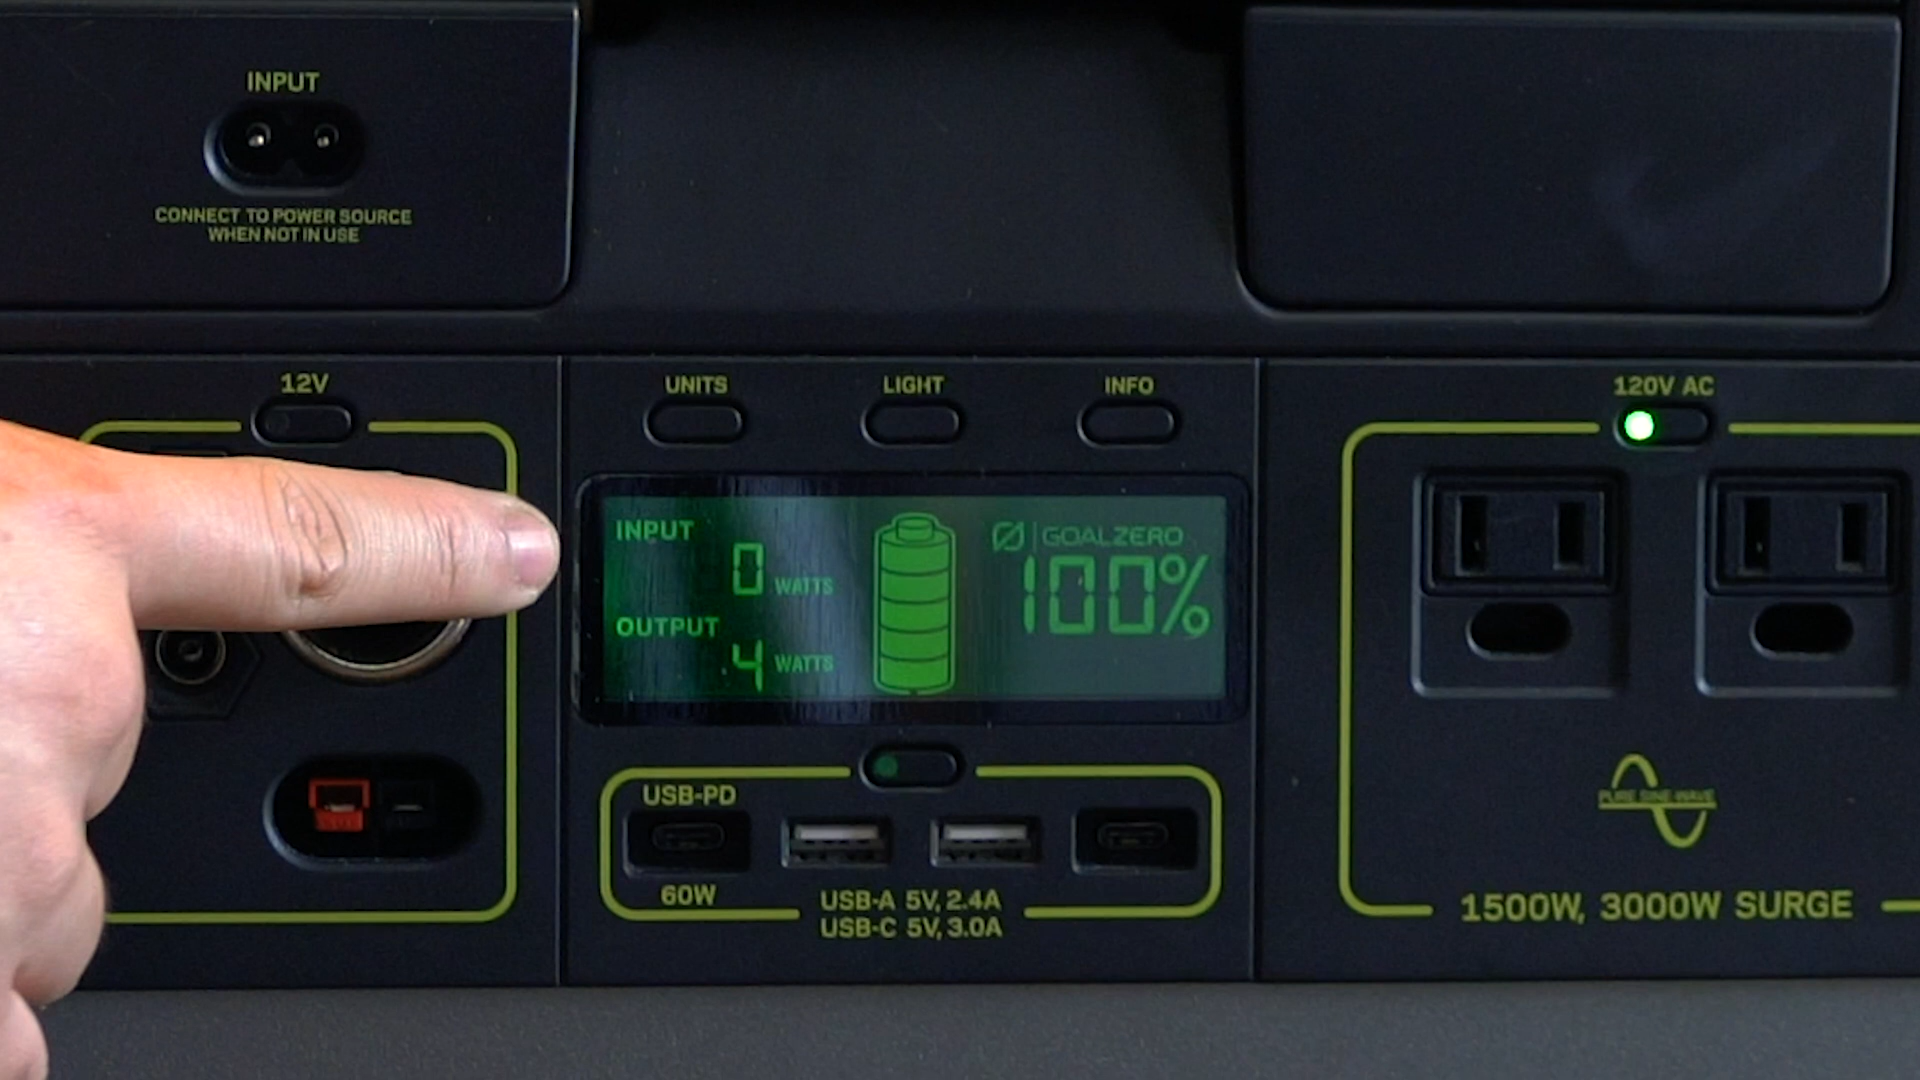 INPUT
CONNECT TO POWER SOURCE
WHEN NOT IN USE
12V
UNITS
LIGHT
INFO
120V AC
INPUT
0 WATTS
OUTPUT
4 WATTS
GOALZERO
100%
USB-PD
60W
USB-A 5V, 2.4A
USB-C 5V, 3.0A
PURE SINE-WAVE
1500W, 3000W SURGE